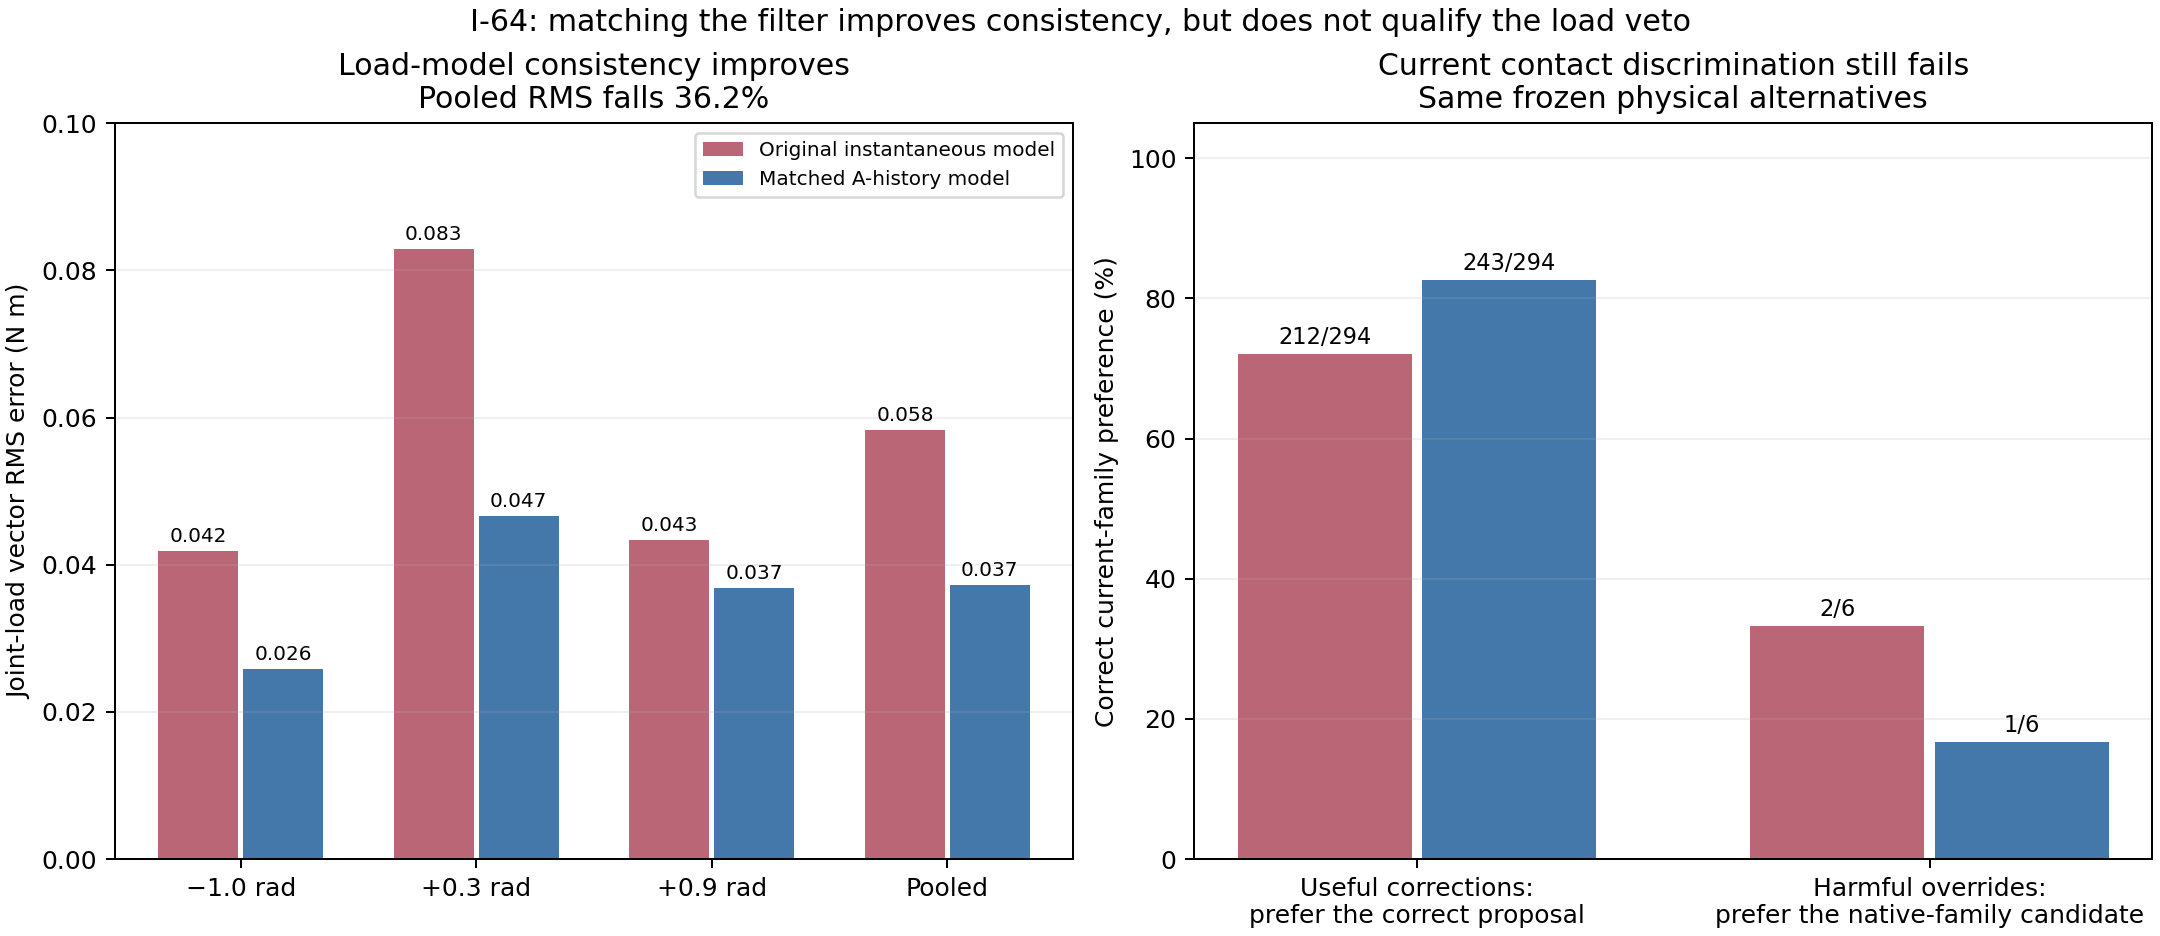 I-64: matching the filter improves consistency, but does not qualify the load veto
Load-model consistency improves
Pooled RMS falls 36.2%
Joint-load vector RMS error (N m)
0.10
0.08
0.06
0.04
0.02
0.00
Original instantaneous model
Matched A-history model
0.042
0.026
0.083
0.047
0.043
0.037
0.058
0.037
−1.0 rad
+0.3 rad
+0.9 rad
Pooled
Current contact discrimination still fails
Same frozen physical alternatives
Correct current-family preference (%)
100
80
60
40
20
0
212/294
243/294
2/6
1/6
Useful corrections:
prefer the correct proposal
Harmful overrides:
prefer the native-family candidate